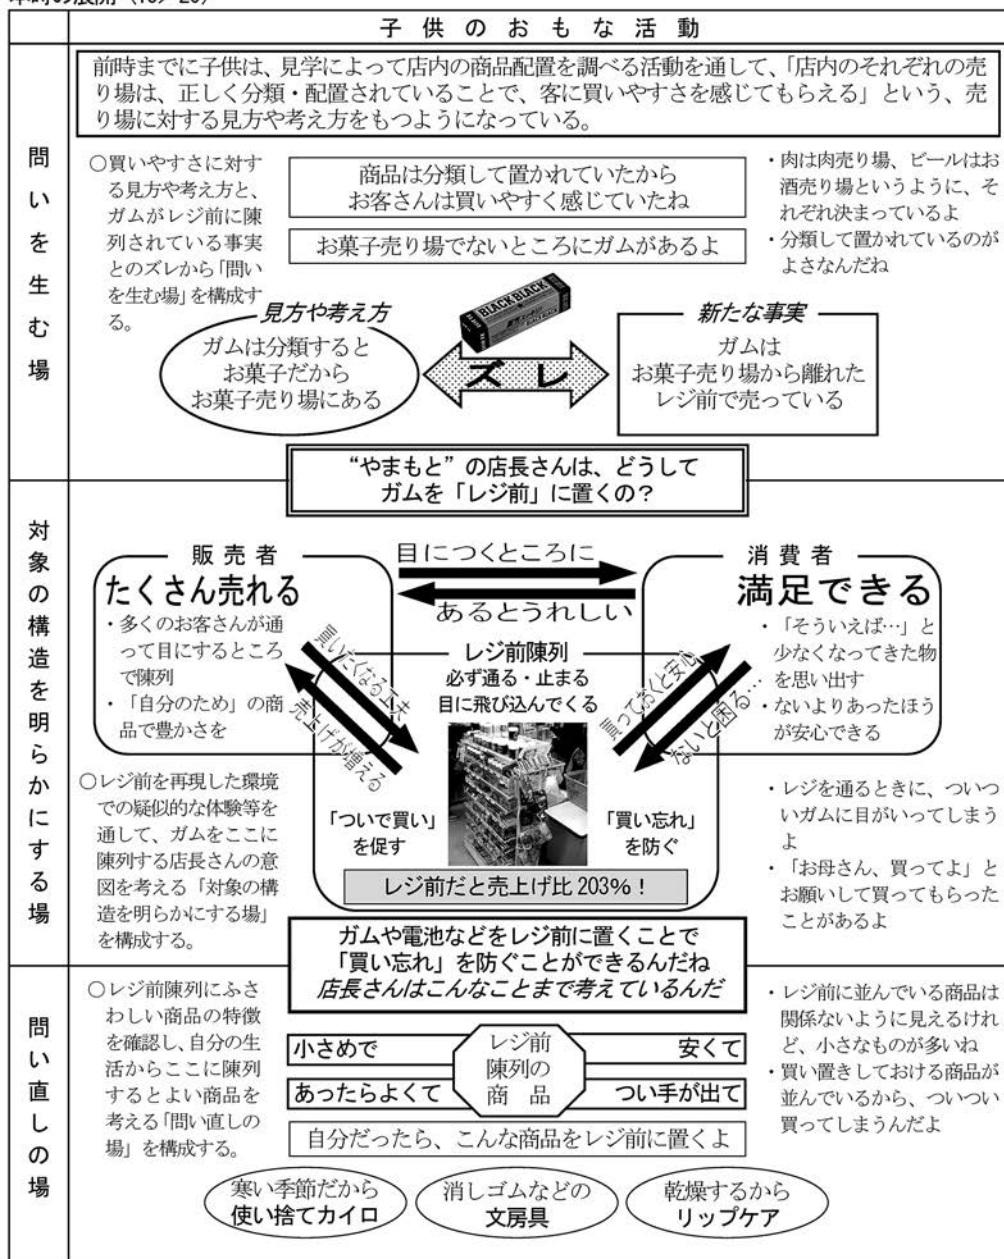 子供のおもな活動
前時までに子供は、見学によって店内の商品配置を調べる活動を通して、「店内のそれぞれの売
り場は、正しく分類・配置されていることで、客に買いやすさを感じてもらえる」という、売
り場に対する見方や考え方をもつようになっている。
問いを生む場
○買いやすさに対す
る見方や考え方と、
ガムがレジ前に陳
列されている事実
とのズレから「問い
を生む場」を構成す
る。
商品は分類して置かれていたから
お客さんは買いやすく感じていたね
お菓子売り場でないところにガムがあるよ
・肉は肉売り場、ビールはお
酒売り場というように、そ
れぞれ決まっているよ
・分類して置かれているのが
よさなんだね
BLACK BLACK
見方や考え方
ガムは分類すると
お菓子だから
お菓子売り場にある
ズレ
新たな事実
ガムは
お菓子売り場から離れた
レジ前で売っている
“やまもと”の店長さんは、どうして
ガムを「レジ前」に置くの？
対象の構造を明らかにする場
販売者
たくさん売れる
・多くのお客さんが通
って目にするところ
で陳列
・「自分のため」の商
品で豊かさを
目につくところに
あるとうれしい
消費者
満足できる
・「そういえば…」と
少なくなってきた物
を思い出す
・ないよりあったほう
が安心できる
買いたくなる工夫
売上げが増える
レジ前陳列
必ず通る・止まる
目に飛び込んでくる
買っておくと安心
ないと困る…
「ついで買い」
を促す
「買い忘れ」
を防ぐ
レジ前だと売上げ比 203%！
○レジ前を再現した環境
での疑似的な体験等を
通して、ガムをここに
陳列する店長さんの意
図を考える「対象の構
造を明らかにする場」
を構成する。
・レジを通るときに、ついつ
いガムに目がいってしまう
よ
・「お母さん、買ってよ」と
お願いして買ってもらった
ことがあるよ
ガムや電池などをレジ前に置くことで
「買い忘れ」を防ぐことができるんだね
店長さんはこんなことまで考えているんだ
問い直しの場
○レジ前陳列にふさ
わしい商品の特徴
を確認し、自分の生
活からここに陳列
するとよい商品を
考える「問い直しの
場」を構成する。
小さめで
安くて
レジ前
陳列の
商品
あったらよくて
つい手が出て
自分だったら、こんな商品をレジ前に置くよ
・レジ前に並んでいる商品は
関係ないように見えるけれ
ど、小さなものが多いね
・買い置きしておける商品が
並んでいるから、ついつい
買ってしまうんだよ
寒い季節だから
使い捨てカイロ
消しゴムなどの
文房具
乾燥するから
リップケア